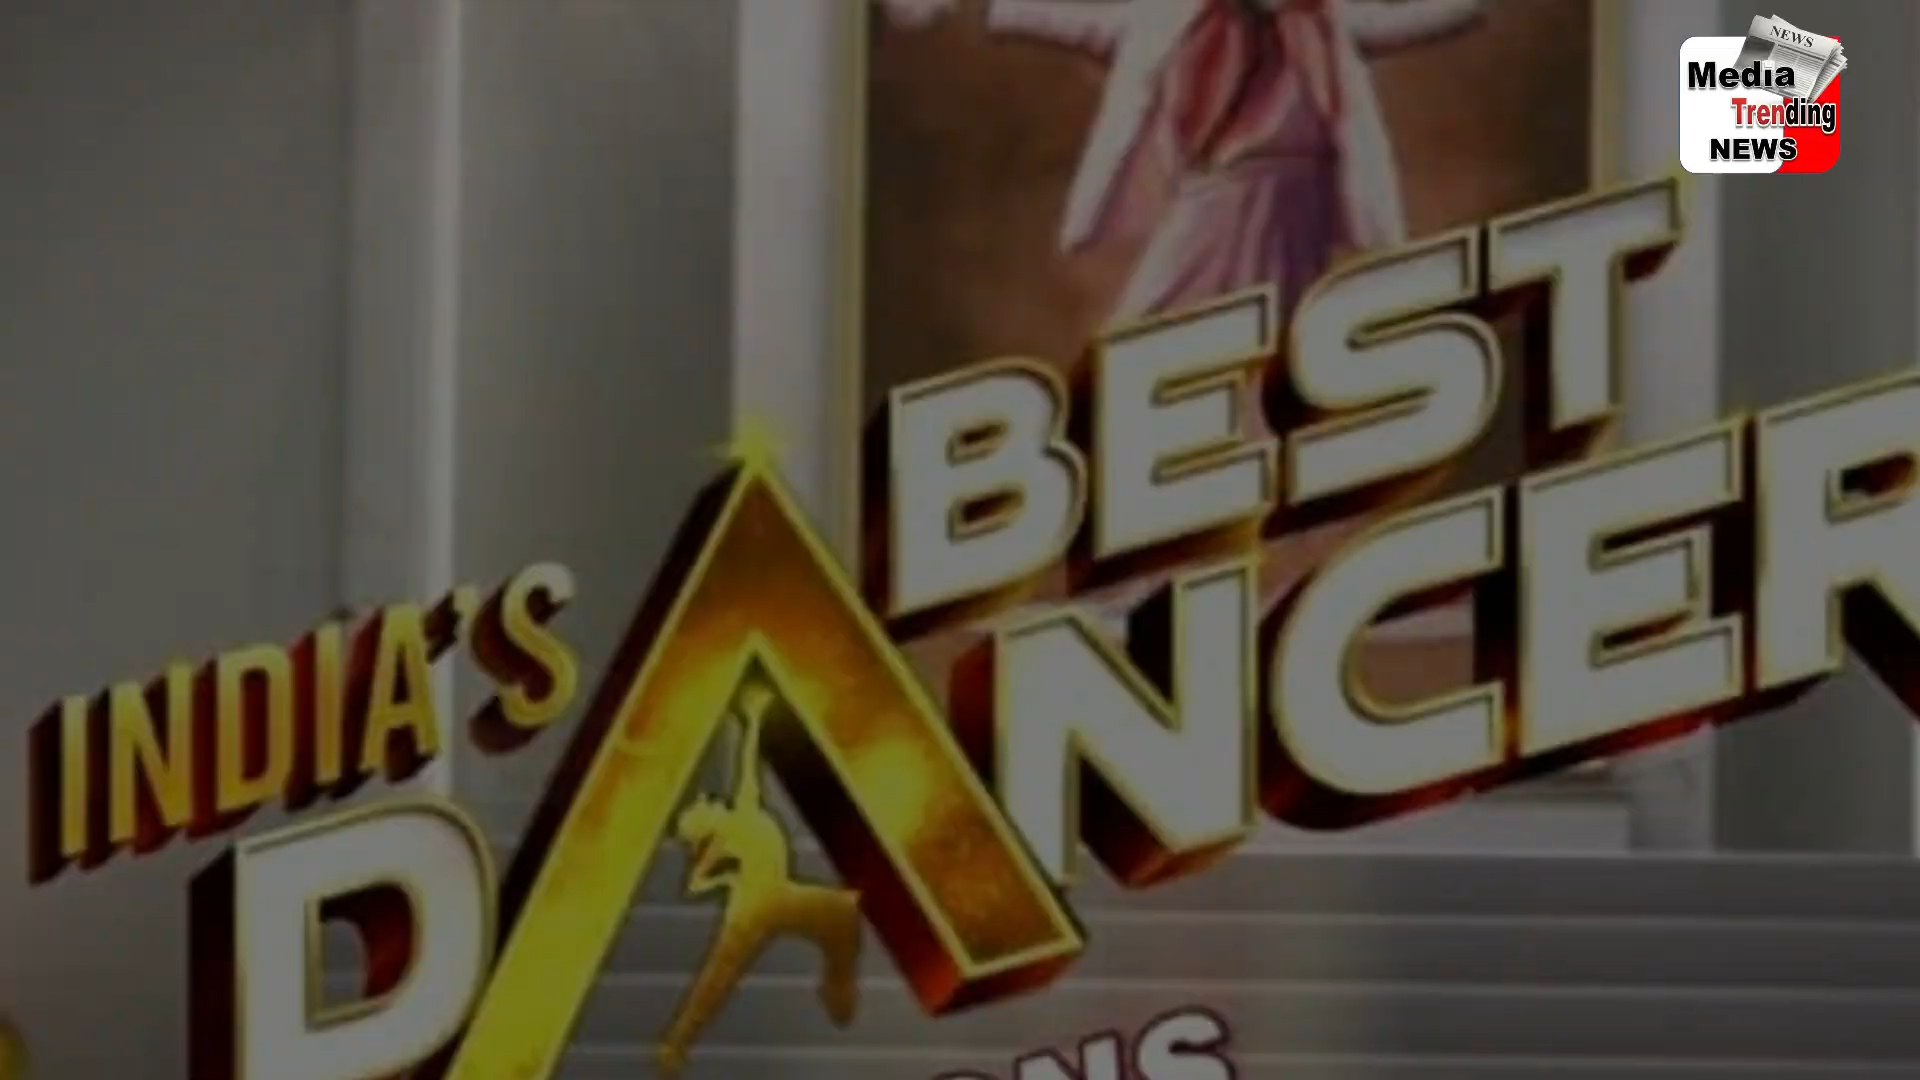 NEWS
Media
Trending
NEWS
BEST
INDIA'S
DANCER